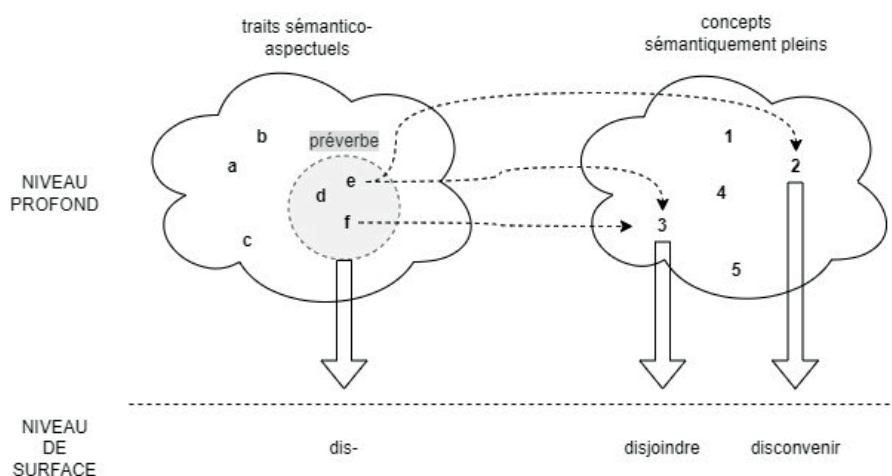 traits sémantico-
aspectuels
concepts
sémantiquement pleins
b
1
préverbe
a
e
2
d
4
NIVEAU
PROFOND
f
3
c
5
NIVEAU
DE
SURFACE
dis-
disjoindre
disconvenir